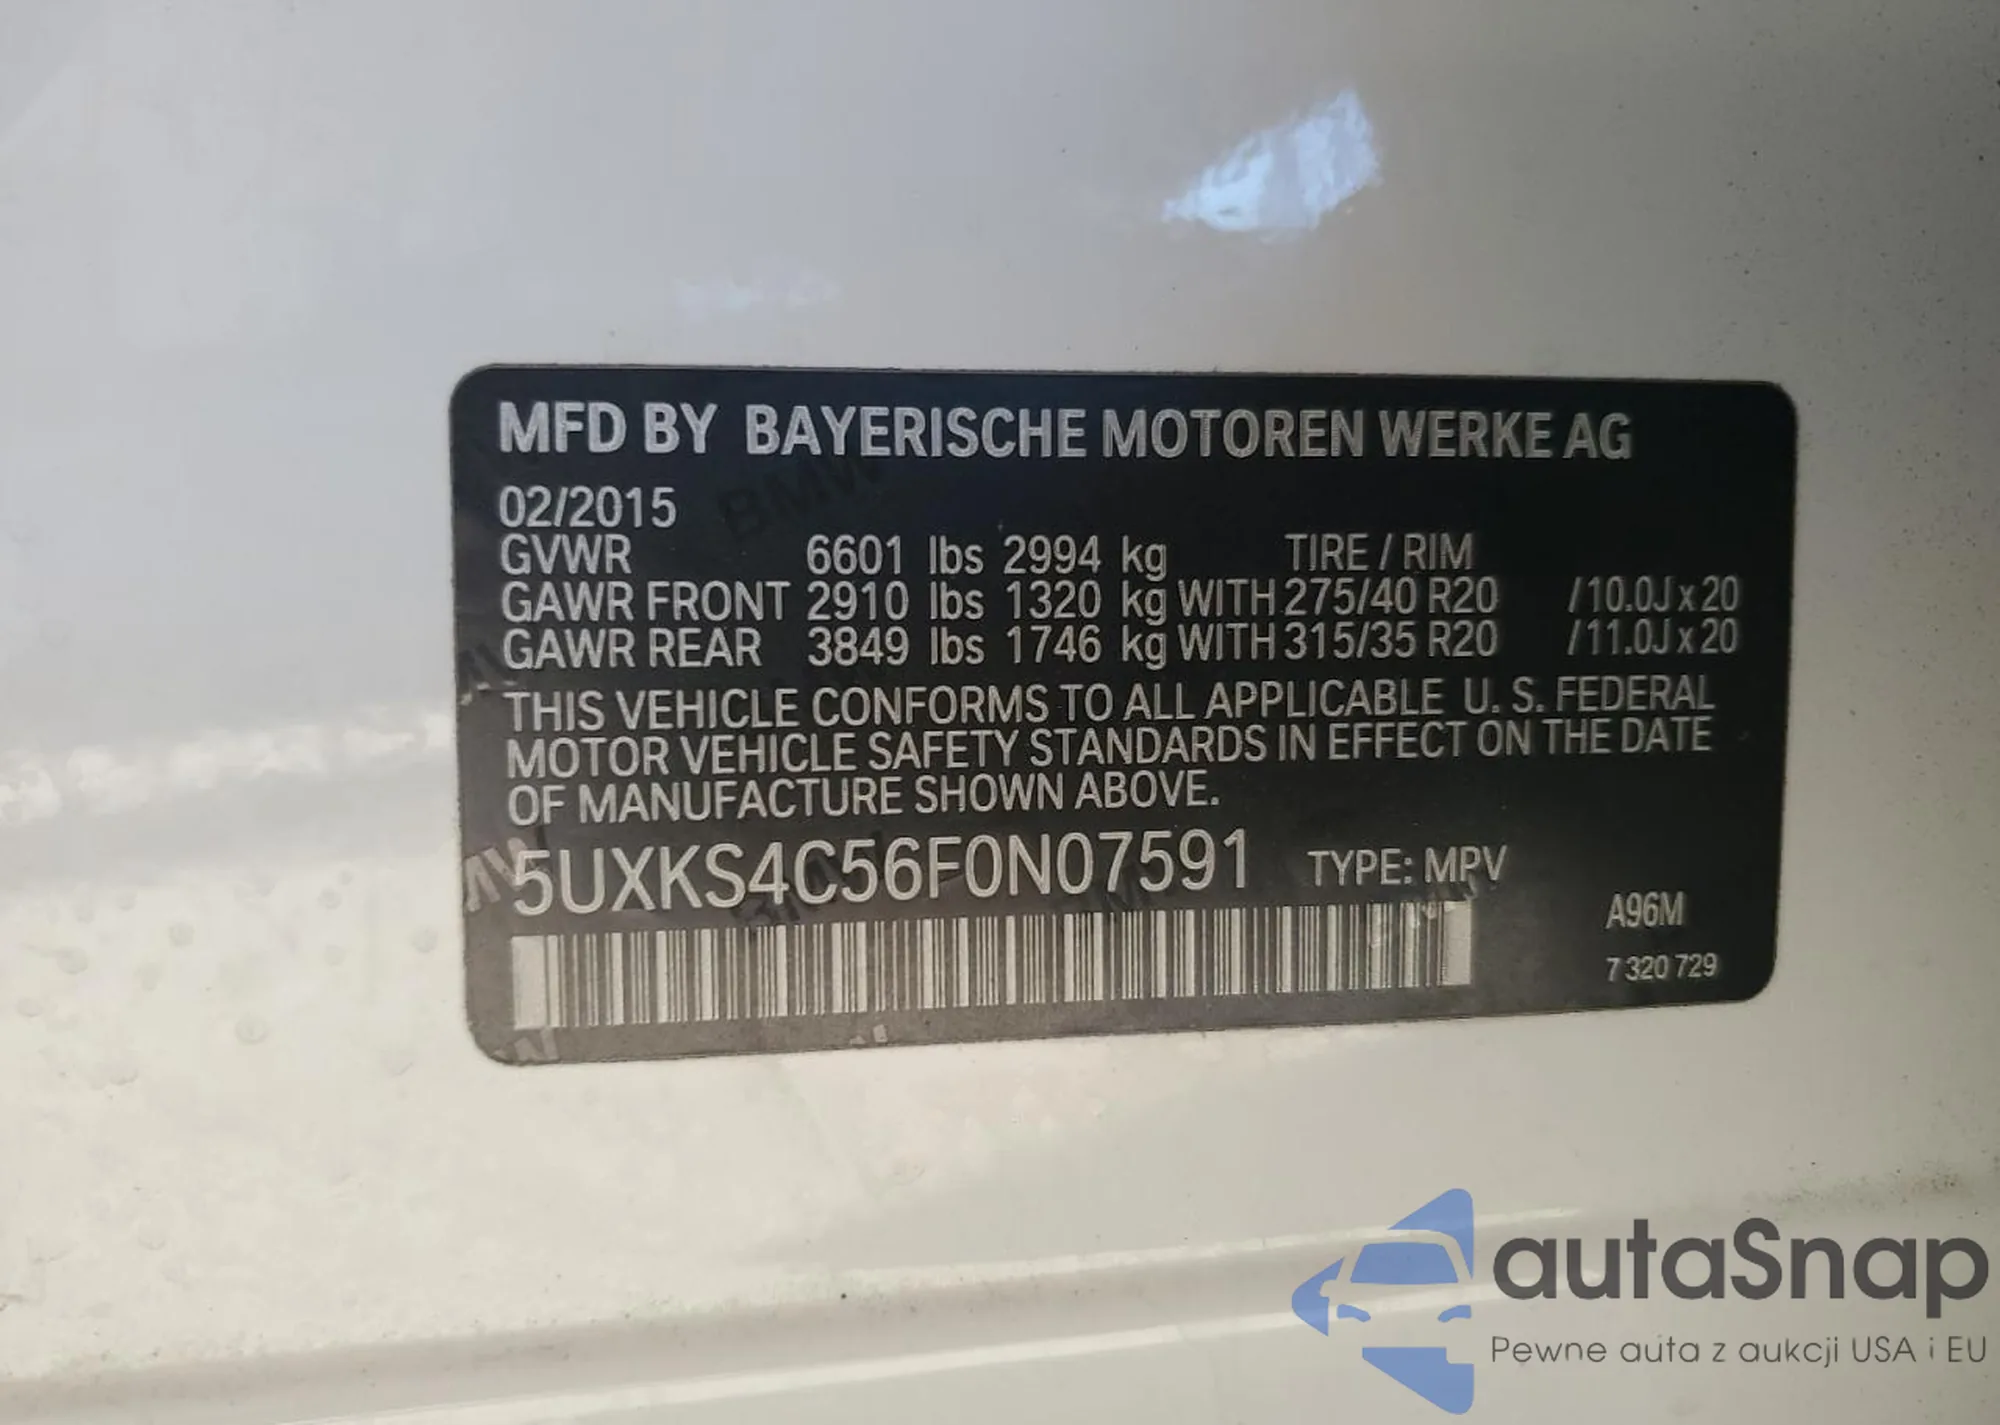 MFD BY BAYERISCHE MOTOREN WERKE AG
02/2015
GVWR 6601 lbs 2994 kg TIRE / RIM
GAWR FRONT 2910 lbs 1320 kg WITH 275/40 R20 /10.0J x 20
GAWR REAR 3849 lbs 1746 kg WITH 315/35 R20 /11.0J x 20
THIS VEHICLE CONFORMS TO ALL APPLICABLE U. S. FEDERAL
MOTOR VEHICLE SAFETY STANDARDS IN EFFECT ON THE DATE
OF MANUFACTURE SHOWN ABOVE.
5UXKS4C56F0N07591 TYPE: MPV
A96M
7 320 729
autaSnap
Pewne auta z aukcji USA i EU